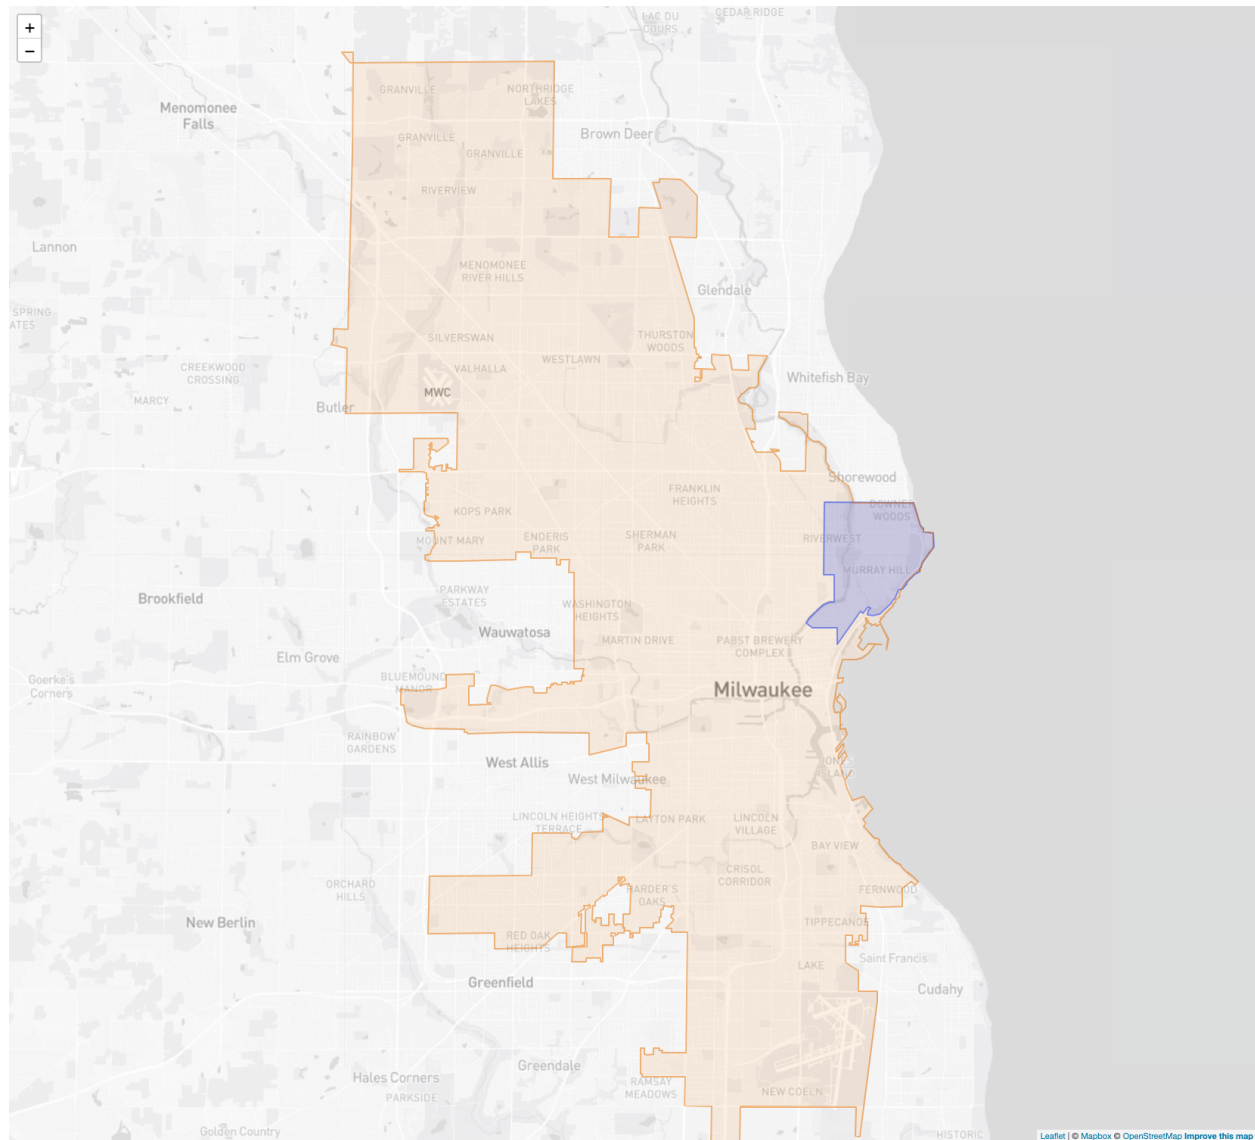 +
−
LAC DU
COURS
CEDAR RIDGE
GRANVILLE
NORTHRIDGE
LAKES
Menomonee
Falls
Brown Deer
GRANVILLE
GRANVILLE
RIVERVIEW
Lannon
MENOMONEE
RIVER HILLS
Glendale
SPRING
ATES
SILVERSWAN
THURSTON
WOODS
WESTLAWN
CREEKWOOD
CROSSING
VALHALLA
Whitefish Bay
MWC
MARCY
Butler
Shorewood
FRANKLIN
HEIGHTS
DOWNER
WOODS
KOPS PARK
MOUNT MARY
ENDERIS
PARK
SHERMAN
PARK
RIVERWEST
MURRAY HILL
Brookfield
PARKWAY
ESTATES
WASHINGTON
HEIGHTS
Wauwatosa
MARTIN DRIVE
PABST BREWERY
COMPLEX
Elm Grove
Goerke's
Corners
BLUEMOUND
MANOR
Milwaukee
RAINBOW
GARDENS
West Allis
JONES
ISLAND
West Milwaukee
LINCOLN HEIGHTS
TERRACE
LAYTON PARK
LINCOLN
VILLAGE
BAY VIEW
CRISOL
CORRIDOR
ORCHARD
HILLS
HARDER'S
OAKS
FERNWOOD
New Berlin
TIPPECANOE
RED OAK
HEIGHTS
Saint Francis
LAKE
Greenfield
Cudahy
Greendale
Hales Corners
RAMSAY
MEADOWS
NEW COELN
PARKSIDE
Golden Country
HISTORIC
Leaflet | © Mapbox © OpenStreetMap Improve this map